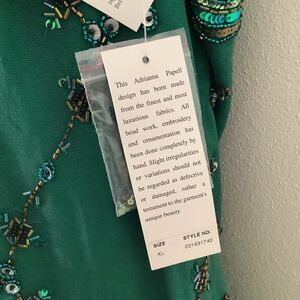 This Adrianna Papell
design has been made
from the finest and most
luxurious fabrics. All
bead work, embroidery
and ornamentation has
been done completely by
hand. Slight irregularities
or variations should not
be regarded as defective
or damaged, rather a
testament to the garment's
unique beauty.
SIZE STYLE NO:
XL 031931740